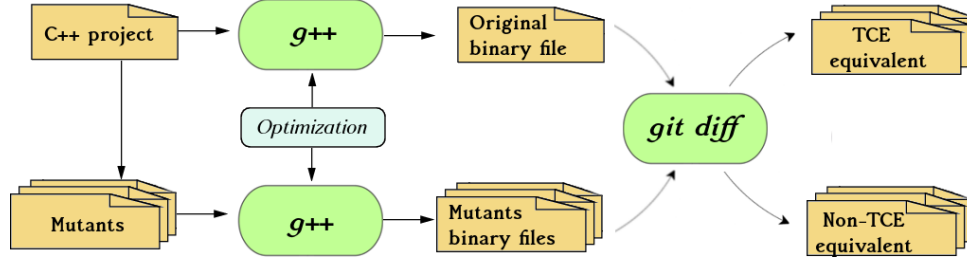 C++ project
g++
Original
binary file
TCE
equivalent
Optimization
git diff
Mutants
g++
Mutants
binary files
Non-TCE
equivalent